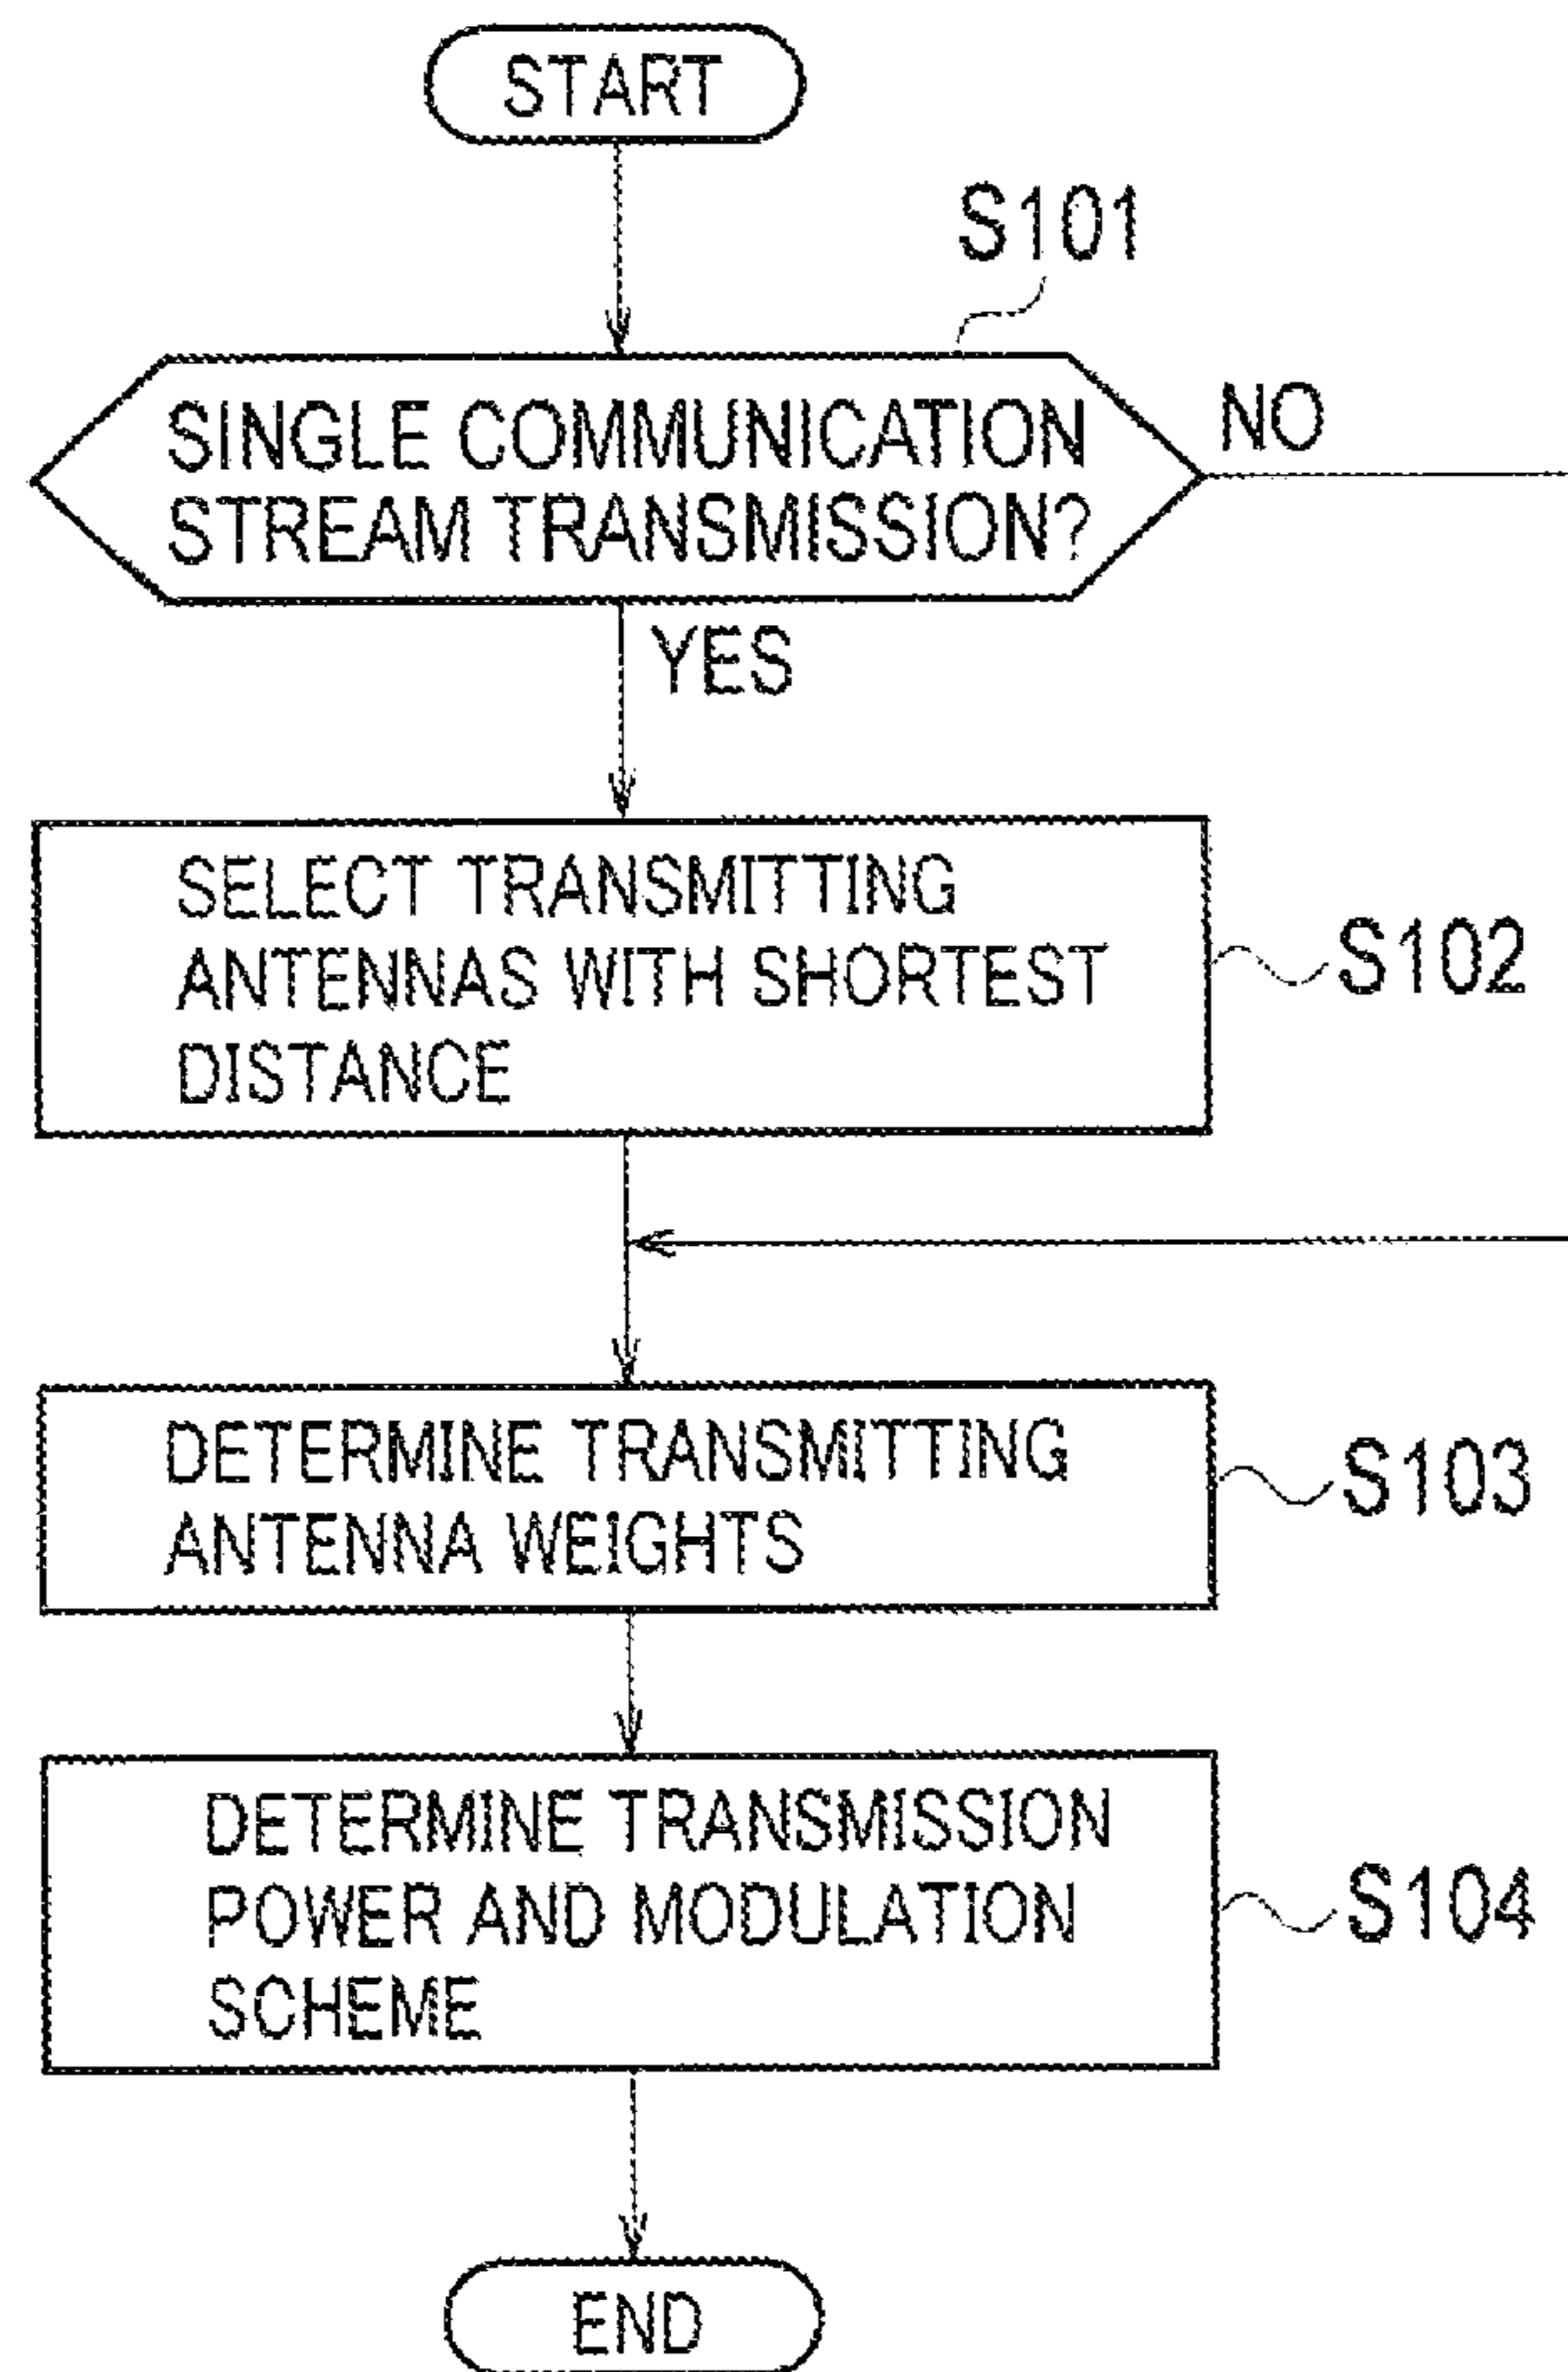 START
S101
SINGLE COMMUNICATION
STREAM TRANSMISSION?
NO
YES
SELECT TRANSMITTING
ANTENNAS WITH SHORTEST
DISTANCE
S102
DETERMINE TRANSMITTING
ANTENNA WEIGHTS
S103
DETERMINE TRANSMISSION
POWER AND MODULATION
SCHEME
S104
END